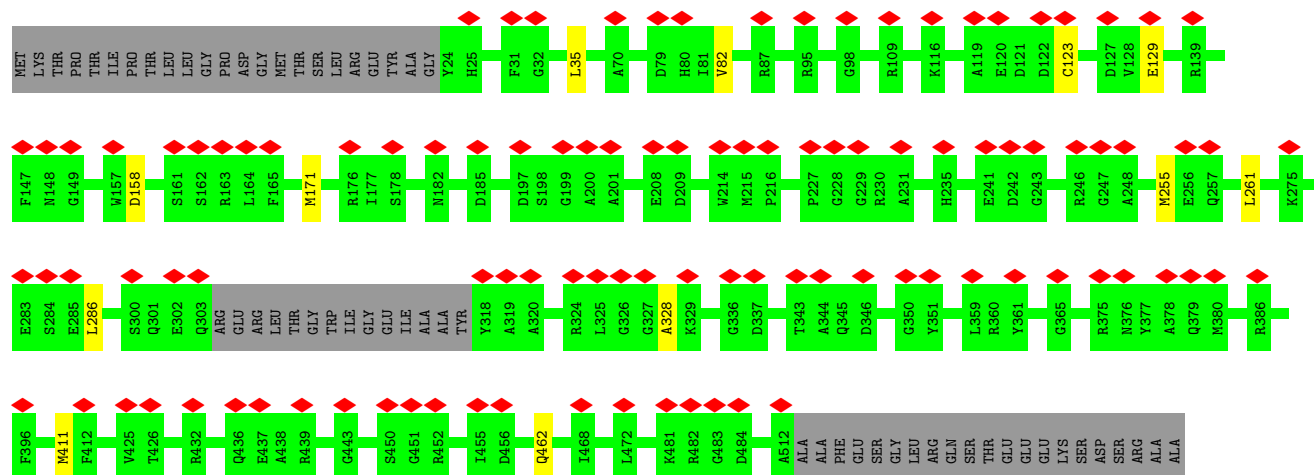 MET LYS THR PRO THR ILE PRO THR LEU LEU GLY PRO ASP GLY MET THR SER LEU ARG GLU TYR ALA GLY Y24 H25 F31 G32 L35 A70 D79 H80 I81 V82 R87 R95 G98 R109 K116 A119 E120 D121 D122 C123 D127 V128 E129 R139
F147 N148 G149 W157 D158 S161 S162 R163 L164 F165 M171 R176 I177 S178 N182 D185 D197 S198 G199 A200 A201 E208 D209 W214 M215 P216 P227 G228 G229 R230 A231 H235 E241 D242 G243 R246 G247 A248 M255 E256 Q257 L261 K275
E283 S284 E285 L286 S300 Q301 E302 Q303 ARG GLU ARG LEU THR GLY TRP ILE GLY GLU ILE ALA ALA TYR Y318 A319 A320 R324 L325 G326 G327 A328 K329 G336 D337 T343 A344 Q345 D346 G350 Y351 L359 R360 Y361 G365 R375 N376 Y377 A378 Q379 M380 R386
F396 M411 F412 V425 T426 R432 Q436 E437 A438 R439 G443 S450 G451 R452 I455 D456 Q462 I468 L472 K481 R482 G483 D484 A512 ALA ALA PHE GLU SER GLY LEU ARG GLN SER THR GLU GLU GLU LYS SER ASP SER ARG ALA ALA